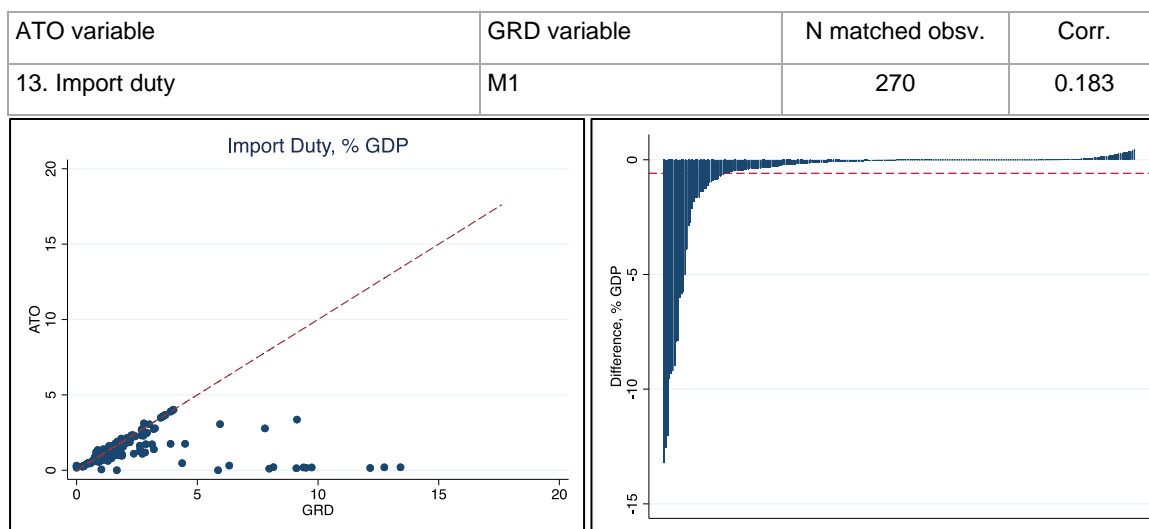 ATO variable GRD variable N matched obsv. Corr.
13. Import duty M1 270 0.183
Import Duty, % GDP
20
15
10
5
0
ATO
0 5 10 15 20
GRD
0
-5
-10
-15
Difference, % GDP